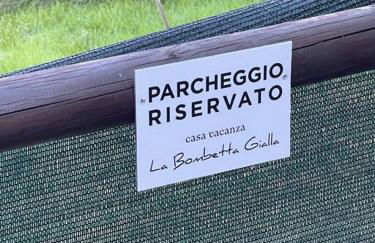 PARCHEGGIO
RISERVATO
casa vacanza
La Bombetta Gialla